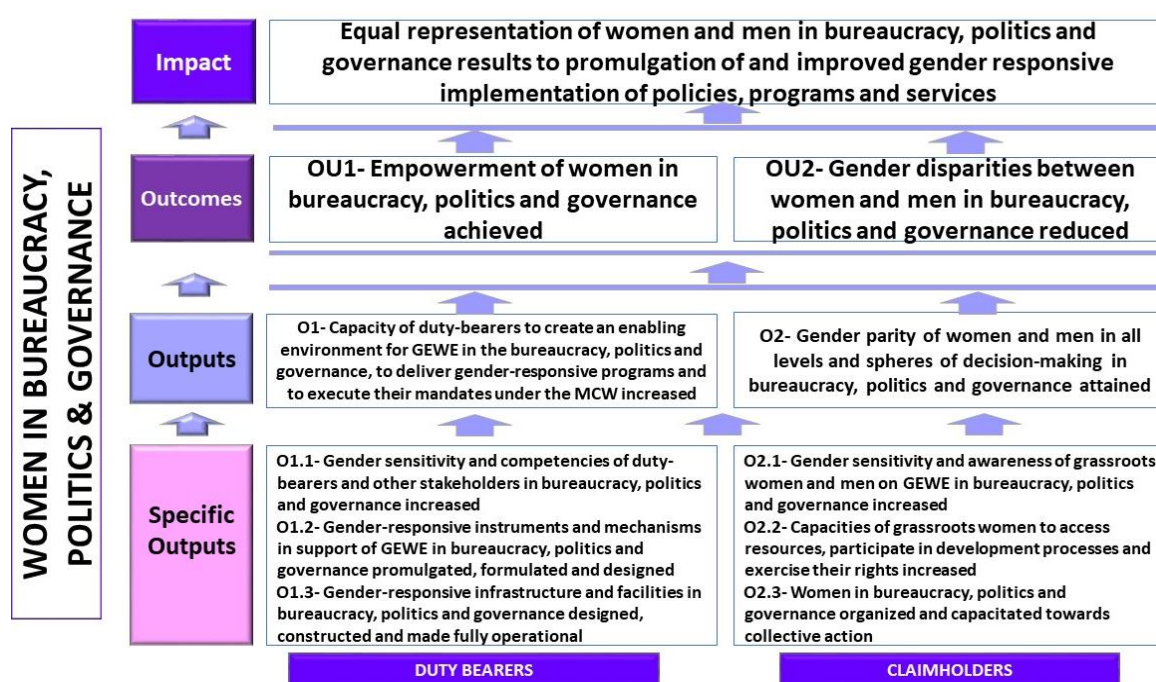 WOMEN IN BUREAUCRACY,
POLITICS & GOVERNANCE
Impact
Equal representation of women and men in bureaucracy, politics and
governance results to promulgation of and improved gender responsive
implementation of policies, programs and services
Outcomes
OU1- Empowerment of women in
bureaucracy, politics and governance
achieved
OU2- Gender disparities between
women and men in bureaucracy,
politics and governance reduced
Outputs
O1- Capacity of duty-bearers to create an enabling
environment for GEWE in the bureaucracy, politics and
governance, to deliver gender-responsive programs and
to execute their mandates under the MCW increased
O2- Gender parity of women and men in all
levels and spheres of decision-making in
bureaucracy, politics and governance attained
Specific
Outputs
O1.1- Gender sensitivity and competencies of duty-
bearers and other stakeholders in bureaucracy, politics
and governance increased
O1.2- Gender-responsive instruments and mechanisms
in support of GEWE in bureaucracy, politics and
governance promulgated, formulated and designed
O1.3- Gender-responsive infrastructure and facilities in
bureaucracy, politics and governance designed,
constructed and made fully operational
O2.1- Gender sensitivity and awareness of grassroots
women and men on GEWE in bureaucracy, politics
and governance increased
O2.2- Capacities of grassroots women to access
resources, participate in development processes and
exercise their rights increased
O2.3- Women in bureaucracy, politics and
governance organized and capacitated towards
collective action
DUTY BEARERS
CLAIMHOLDERS